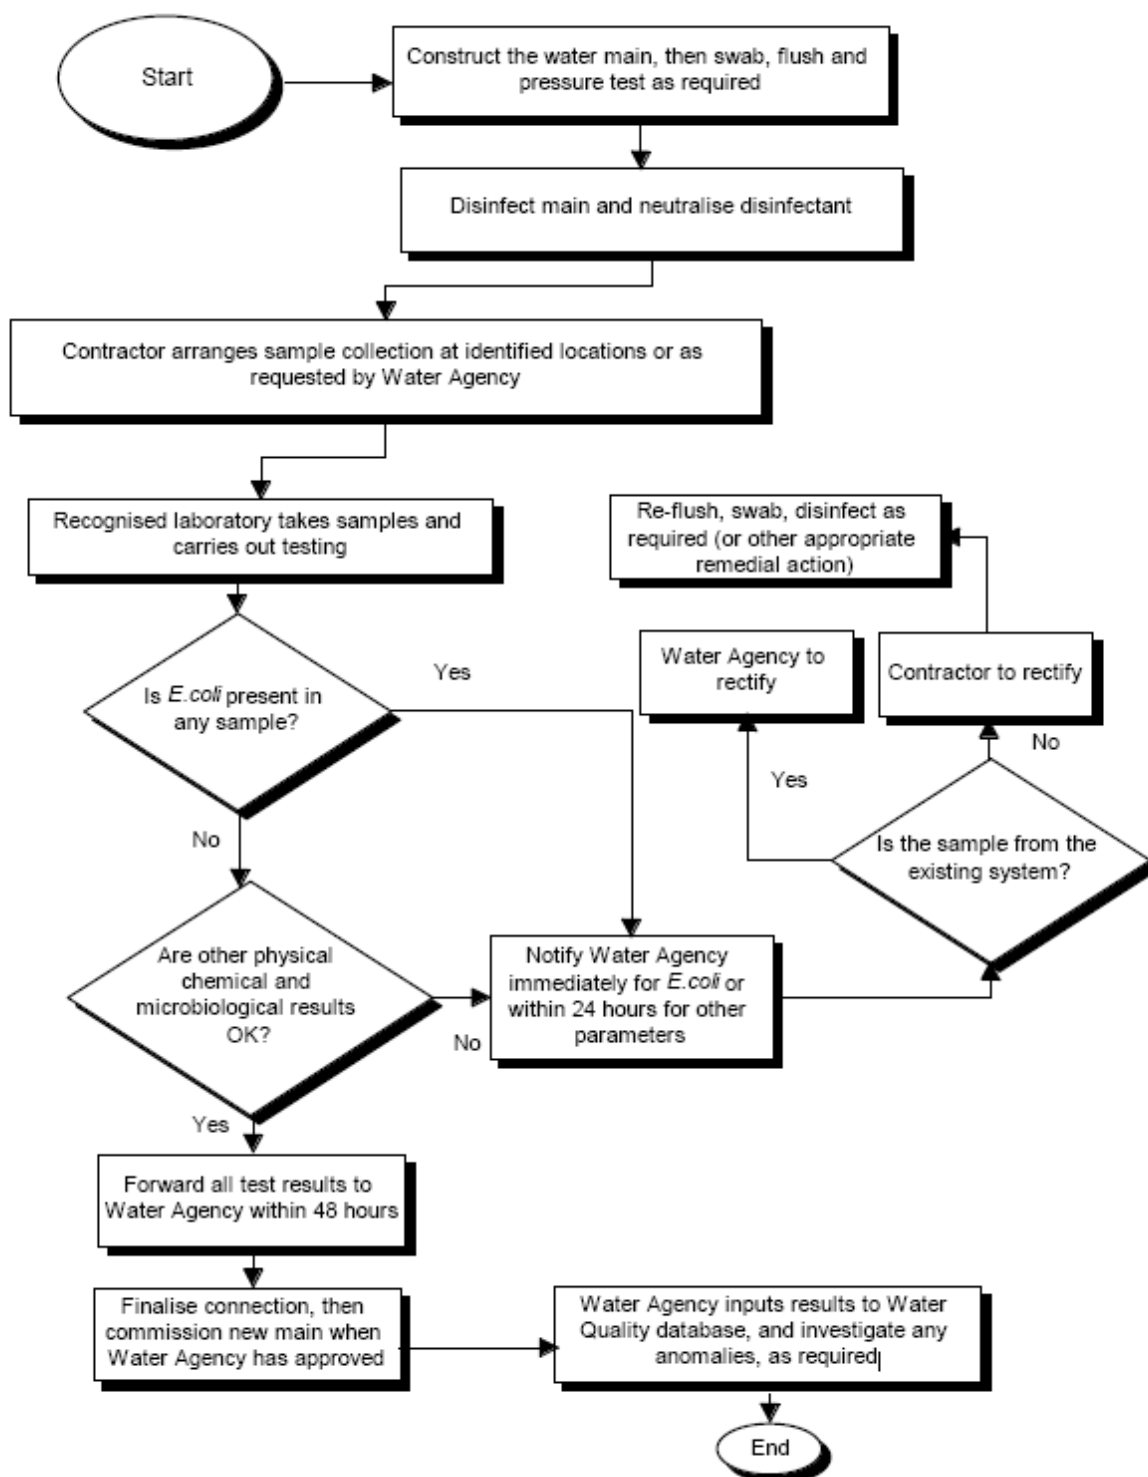 Start
Construct the water main, then swab, flush and
pressure test as required
Disinfect main and neutralise disinfectant
Contractor arranges sample collection at identified locations or as
requested by Water Agency
Recognised laboratory takes samples and
carries out testing
Re-flush, swab, disinfect as
required (or other appropriate
remedial action)
Water Agency to
rectify
Contractor to rectify
Is E.coli present in
any sample?
Yes
No
Yes
No
Is the sample from the
existing system?
Are other physical
chemical and
microbiological results
OK?
No
Notify Water Agency
immediately for E.coli or
within 24 hours for other
parameters
Yes
Forward all test results to
Water Agency within 48 hours
Finalise connection, then
commission new main when
Water Agency has approved
Water Agency inputs results to Water
Quality database, and investigate any
anomalies, as required
End